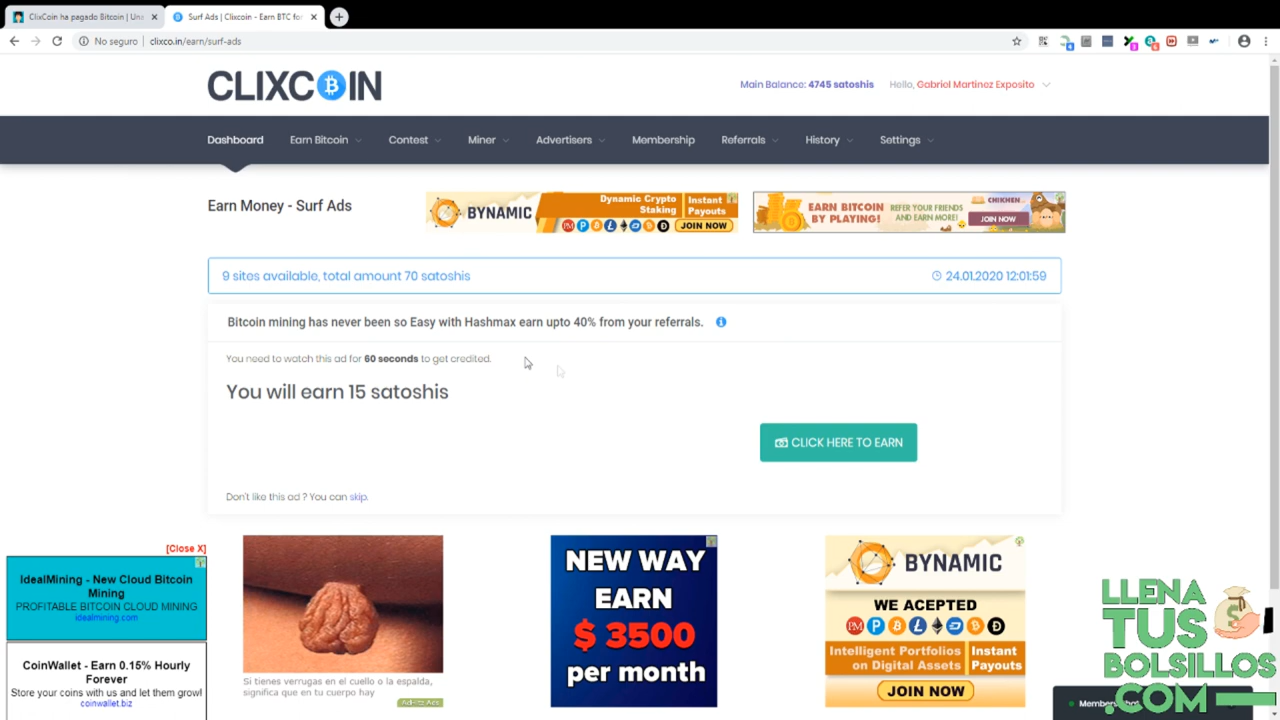 ClixCoin ha pagado Bitcoin | Una
Surf Ads | Clixcoin - Earn BTC for
No seguro
clixco.in/earn/surf-ads
CLIXCOIN
Main Balance: 4745 satoshis
Hello, Gabriel Martinez Exposito
Dashboard
Earn Bitcoin
Contest
Miner
Advertisers
Membership
Referrals
History
Settings
Earn Money - Surf Ads
BYNAMIC
Dynamic Crypto
Staking
Instant
Payouts
JOIN NOW
EARN BITCOIN
BY PLAYING!
REFER YOUR FRIENDS
AND EARN MORE!
CHIKHEN
JOIN NOW
9 sites available, total amount 70 satoshis
24.01.2020 12:01:59
Bitcoin mining has never been so Easy with Hashmax earn upto 40% from your referrals.
You need to watch this ad for 60 seconds to get credited.
You will earn 15 satoshis
CLICK HERE TO EARN
Don't like this ad ? You can skip.
[Close X]
IdealMining - New Cloud Bitcoin
Mining
PROFITABLE BITCOIN CLOUD MINING
idealmining.com
CoinWallet - Earn 0.15% Hourly
Forever
Store your coins with us and let them grow!
coinwallet.biz
Si tienes verrugas en el cuello o la espalda,
significa que en tu cuerpo hay
NEW WAY
EARN
$ 3500
per month
BYNAMIC
WE ACEPTED
Intelligent Portfolios
on Digital Assets
Instant
Payouts
JOIN NOW
LLENA
TUS
BOLSILLOS
.COM